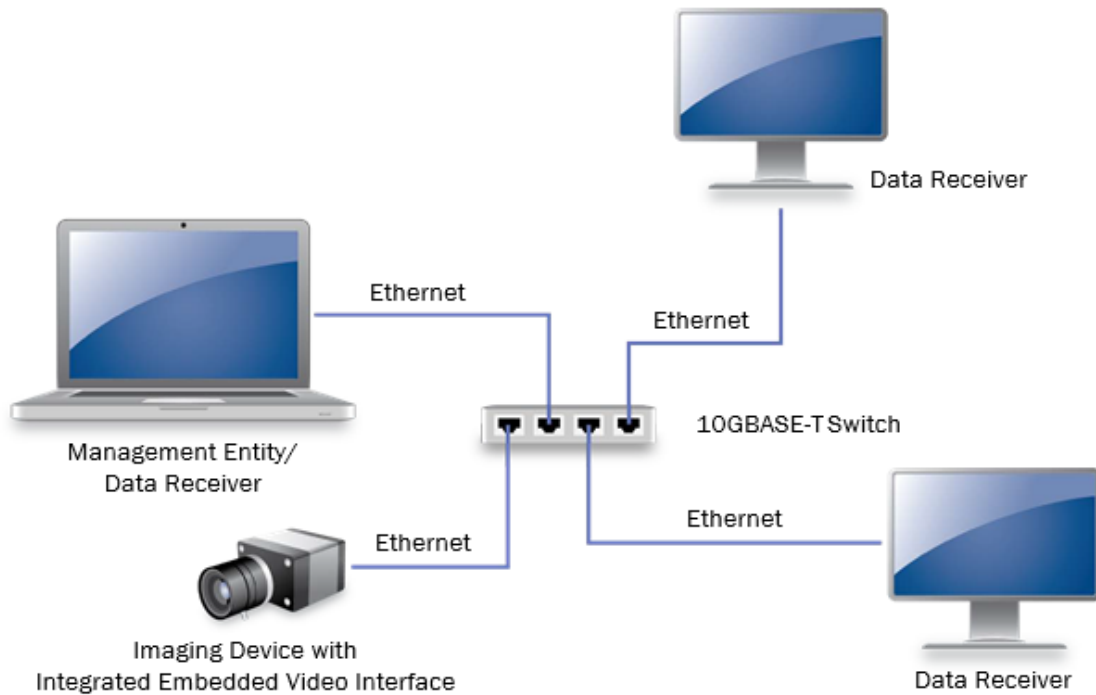 Data Receiver
Ethernet
Ethernet
10GBASE-T Switch
Management Entity/
Data Receiver
Ethernet
Ethernet
Imaging Device with
Integrated Embedded Video Interface
Data Receiver